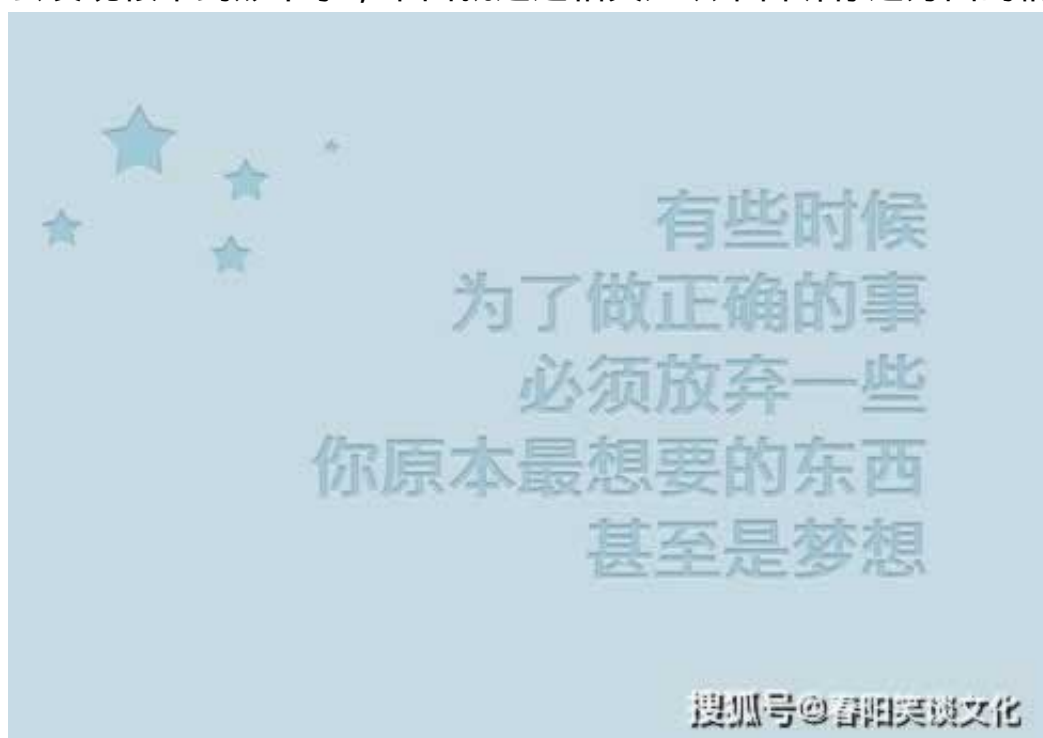 有些时候
为了做正确的事
必须放弃一些
你原本最想要的东西
甚至是梦想
搜狐号@春阳笑谈文化